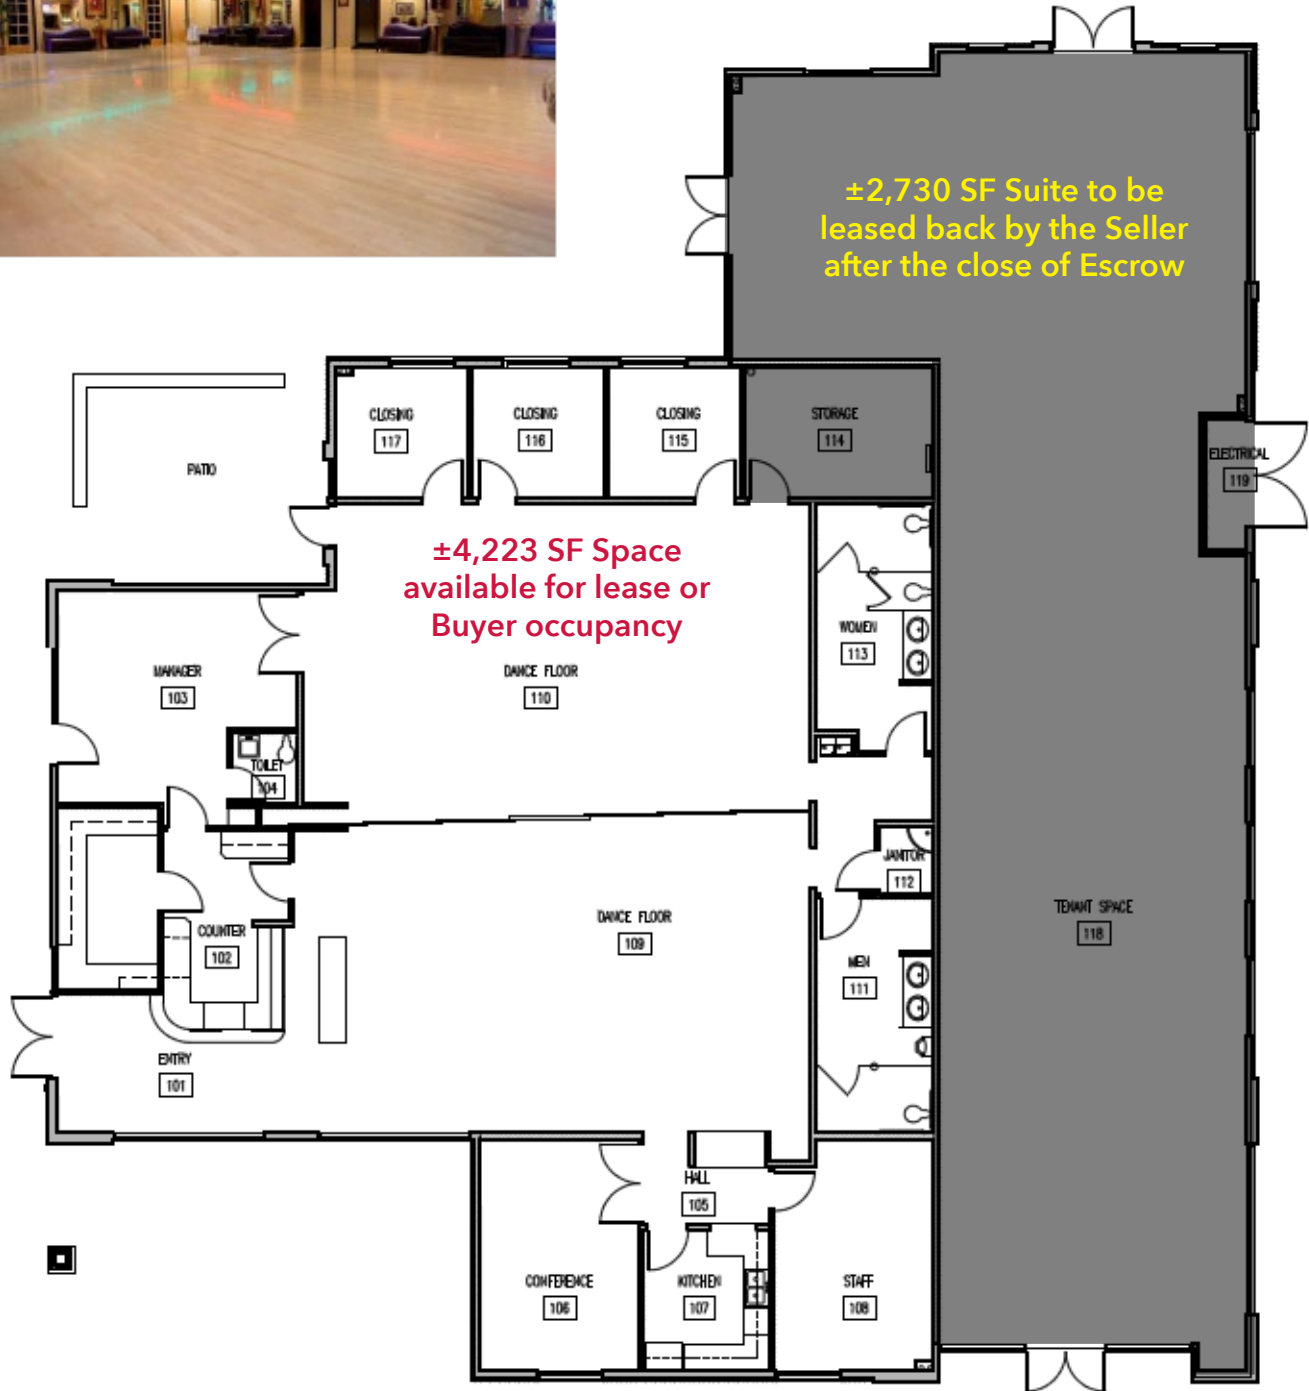 ±2,730 SF Suite to be
leased back by the Seller
after the close of Escrow
CLOSING
117
CLOSING
116
CLOSING
115
STORAGE
114
ELECTRICAL
119
PATIO
±4,223 SF Space
available for lease or
Buyer occupancy
WOMEN
113
MANAGER
103
DANCE FLOOR
110
TOILET
104
JANITOR
112
COUNTER
102
DANCE FLOOR
109
TENANT SPACE
118
MEN
111
ENTRY
101
HALL
105
CONFERENCE
106
KITCHEN
107
STAFF
108